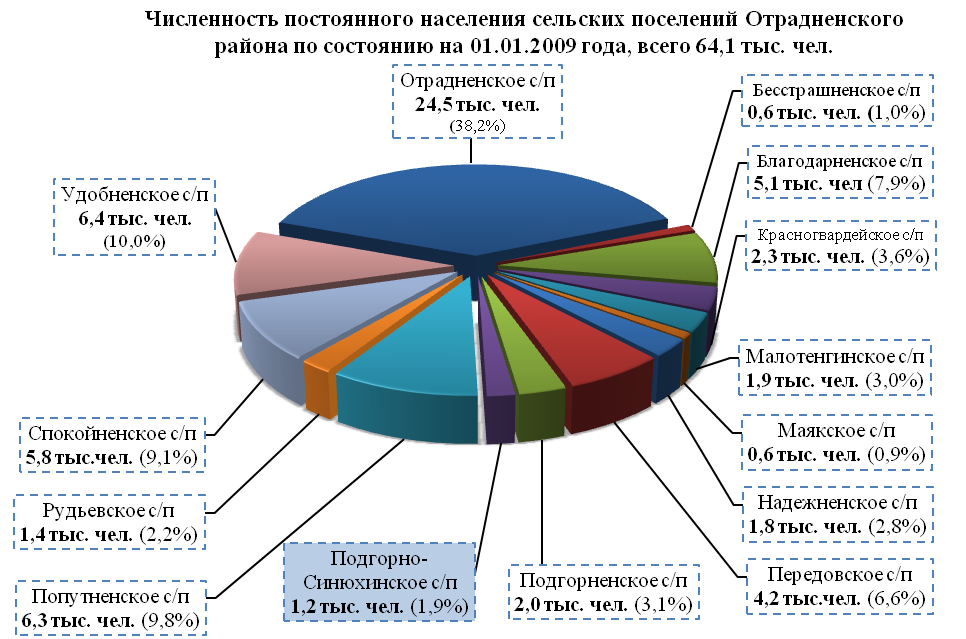 Численность постоянного населения сельских поселений Отрадненского
района по состоянию на 01.01.2009 года, всего 64,1 тыс. чел.
Отрадненское с/п
24,5 тыс. чел.
(38,2%)
Бесстрашненское с/п
0,6 тыс. чел. (1,0%)
Благодарненское с/п
5,1 тыс. чел (7,9%)
Красногвардейское с/п
2,3 тыс. чел. (3,6%)
Малотенгинское с/п
1,9 тыс. чел. (3,0%)
Маякское с/п
0,6 тыс. чел. (0,9%)
Надежненское с/п
1,8 тыс. чел. (2,8%)
Передовское с/п
4,2 тыс.чел. (6,6%)
Подгорненское с/п
2,0 тыс. чел. (3,1%)
Подгорно-
Синюхинское с/п
1,2 тыс. чел. (1,9%)
Попутненское с/п
6,3 тыс. чел. (9,8%)
Рудьевское с/п
1,4 тыс. чел. (2,2%)
Спокойненское с/п
5,8 тыс.чел. (9,1%)
Удобненское с/п
6,4 тыс. чел.
(10,0%)